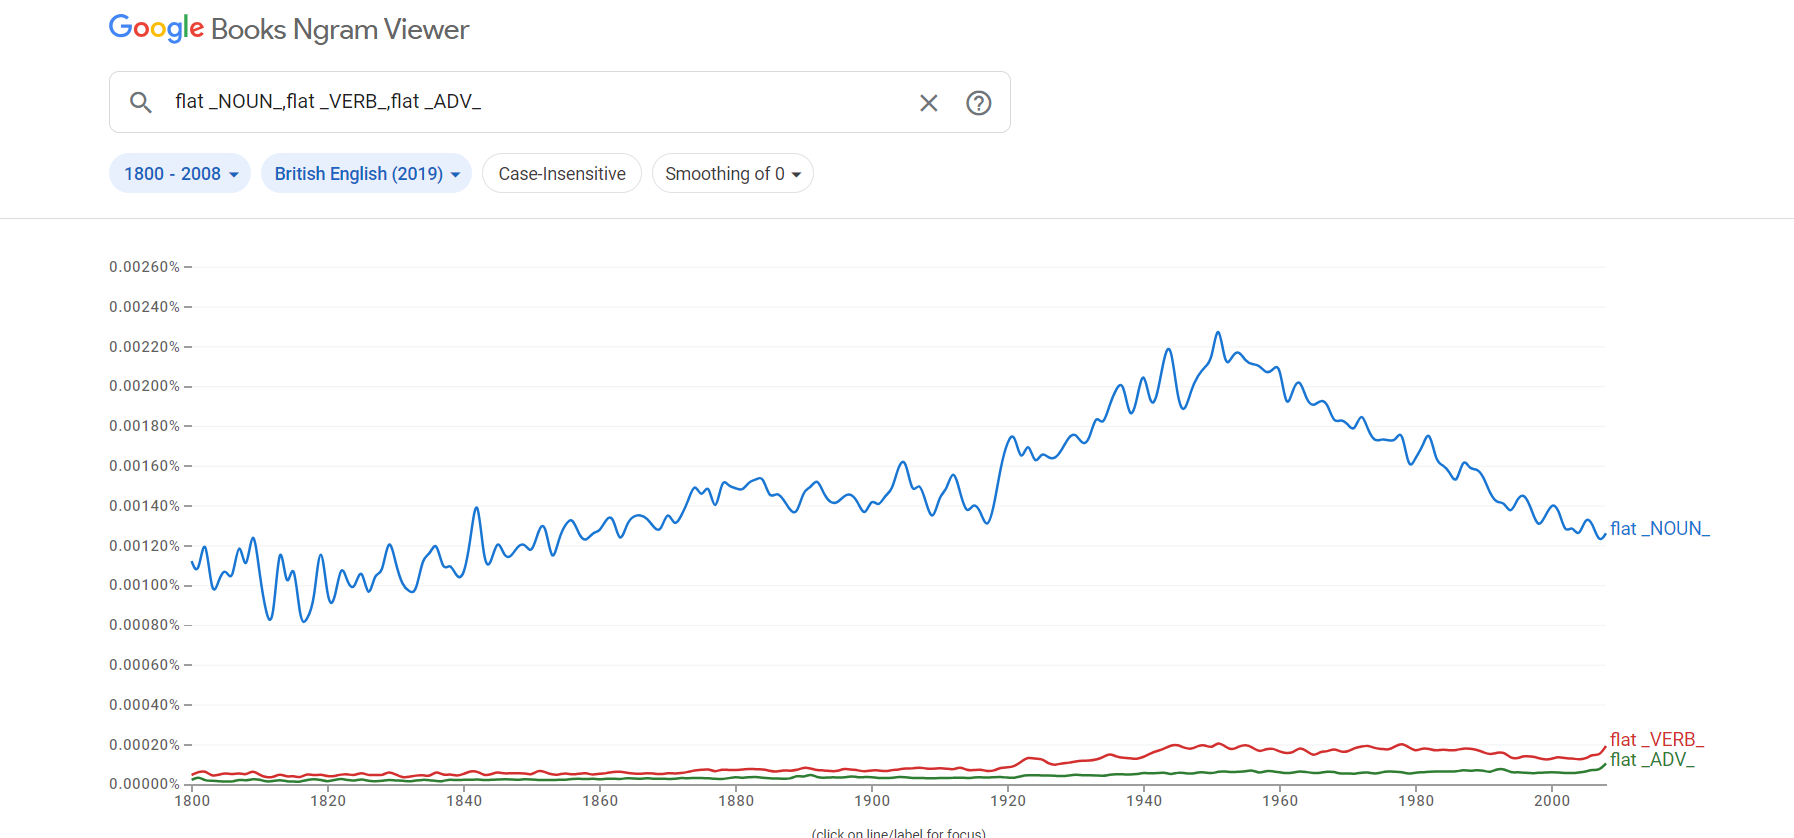 Google Books Ngram Viewer
flat _NOUN_,flat _VERB_,flat _ADV_
1800 - 2008 British English (2019) Case-Insensitive Smoothing of 0
0.00260%
0.00240%
0.00220%
0.00200%
0.00180%
0.00160%
0.00140%
flat _NOUN_
0.00120%
0.00100%
0.00080%
0.00060%
0.00040%
0.00020%
flat _VERB_
flat _ADV_
0.00000%
1800 1820 1840 1860 1880 1900 1920 1940 1960 1980 2000
(click on line/label for focus)